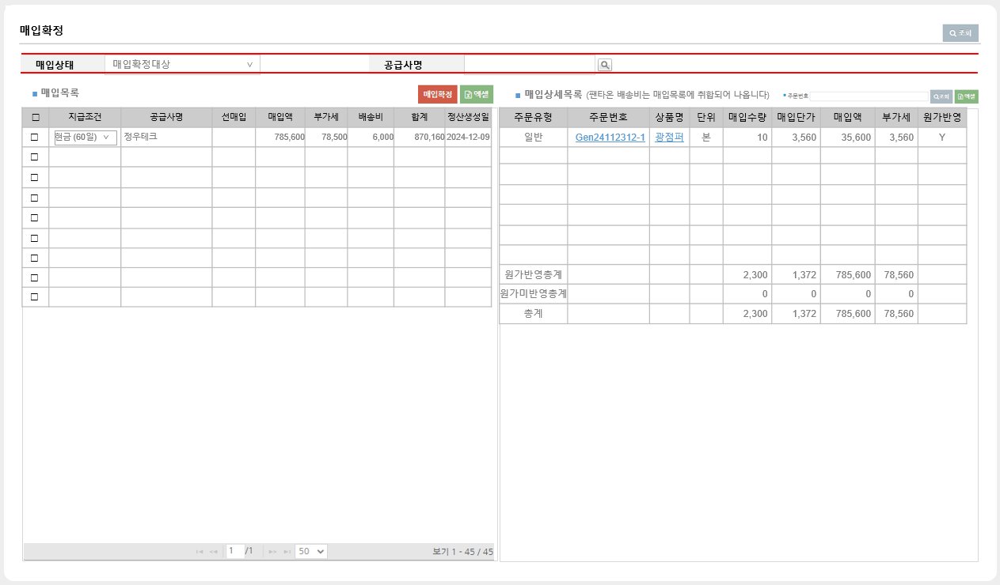 매입확정
조회
매입상태 매입확정대상 공급사명
매입목록 매입확정 엑셀
매입상세목록 (팬타온 배송비는 매입목록에 취합되어 나옵니다) 주문번호 조회 엑셀
지급조건 공급사명 선매입 매입액 부가세 배송비 합계 정산생성일
현금 (60일) 정우테크 785,600 78,500 6,000 870,160 2024-12-09
주문유형 주문번호 상품명 단위 매입수량 매입단가 매입액 부가세 원가반영
일반 Gen24112312-1 광점퍼 본 10 3,560 35,600 3,560 Y
원가반영총계 2,300 1,372 785,600 78,560
원가미반영총계 0 0 0 0
총계 2,300 1,372 785,600 78,560
1 /1 50 보기 1 - 45 / 45